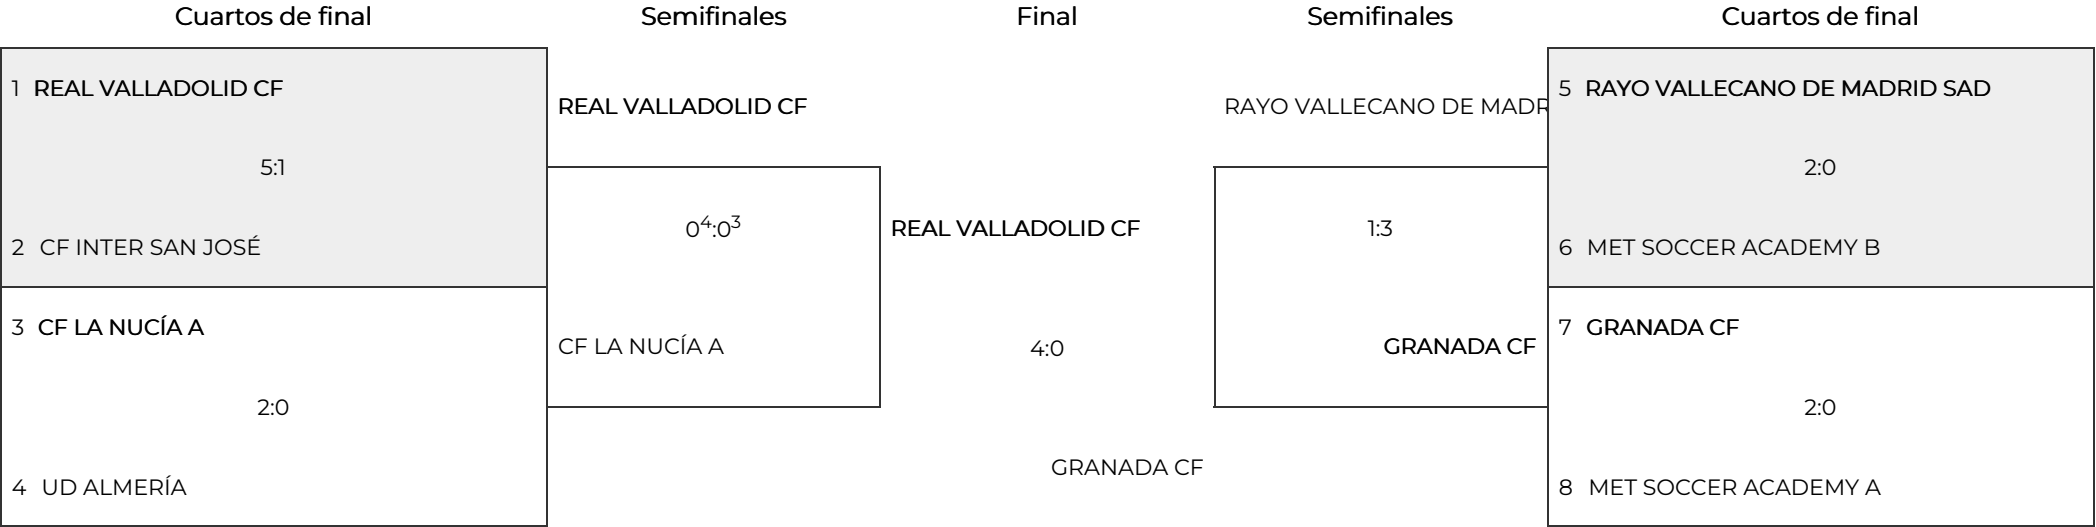 Cuartos de final
Semifinales
Final
Semifinales
Cuartos de final
1 REAL VALLADOLID CF
5:1
2 CF INTER SAN JOSÉ
3 CF LA NUCÍA A
2:0
4 UD ALMERÍA
REAL VALLADOLID CF
0⁴:0³
CF LA NUCÍA A
REAL VALLADOLID CF
4:0
GRANADA CF
RAYO VALLECANO DE MADR
1:3
GRANADA CF
5 RAYO VALLECANO DE MADRID SAD
2:0
6 MET SOCCER ACADEMY B
7 GRANADA CF
2:0
8 MET SOCCER ACADEMY A